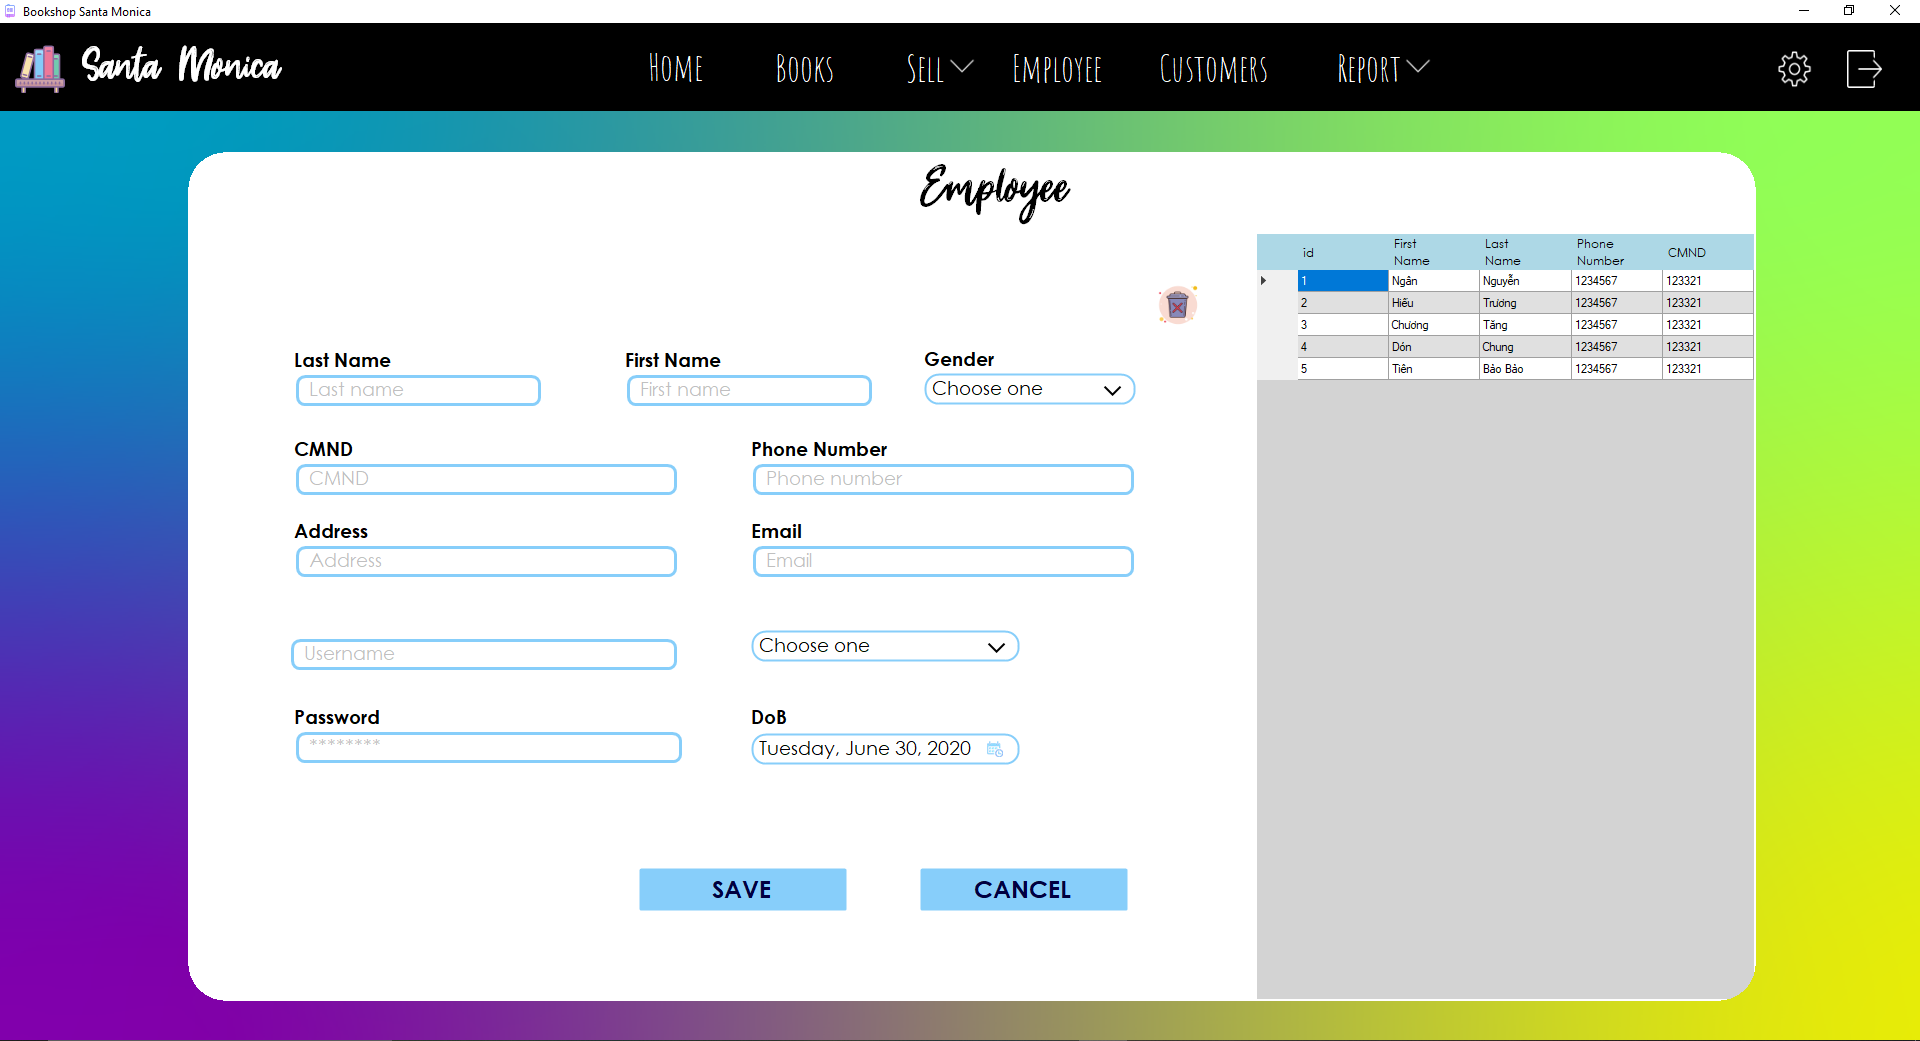 Bookshop Santa Monica
Santa Monica
Home
Books
Sell
Employee
Customers
Report
Employee
Last Name
First Name
Gender
Last name
First name
Choose one
CMND
Phone Number
CMND
Phone number
Address
Email
Address
Email
Username
Choose one
Password
DoB
********
Tuesday, June 30, 2020
SAVE
CANCEL
id First Name Last Name Phone Number CMND
1 Ngân Nguyễn 1234567 123321
2 Hiếu Trương 1234567 123321
3 Chương Tăng 1234567 123321
4 Dón Chung 1234567 123321
5 Tiên Bảo Bảo 1234567 123321